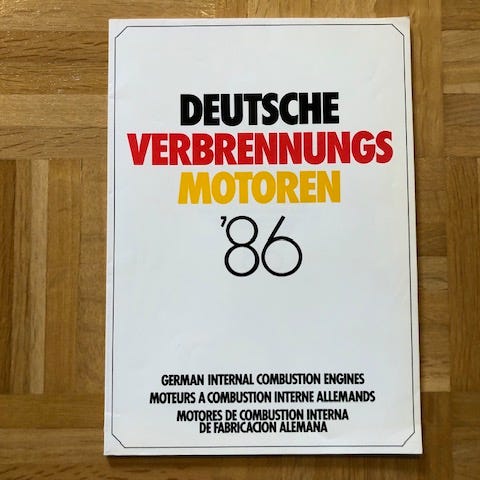 DEUTSCHE
VERBRENNUNGS
MOTOREN
'86
GERMAN INTERNAL COMBUSTION ENGINES
MOTEURS A COMBUSTION INTERNE ALLEMANDS
MOTORES DE COMBUSTION INTERNA
DE FABRICACION ALEMANA